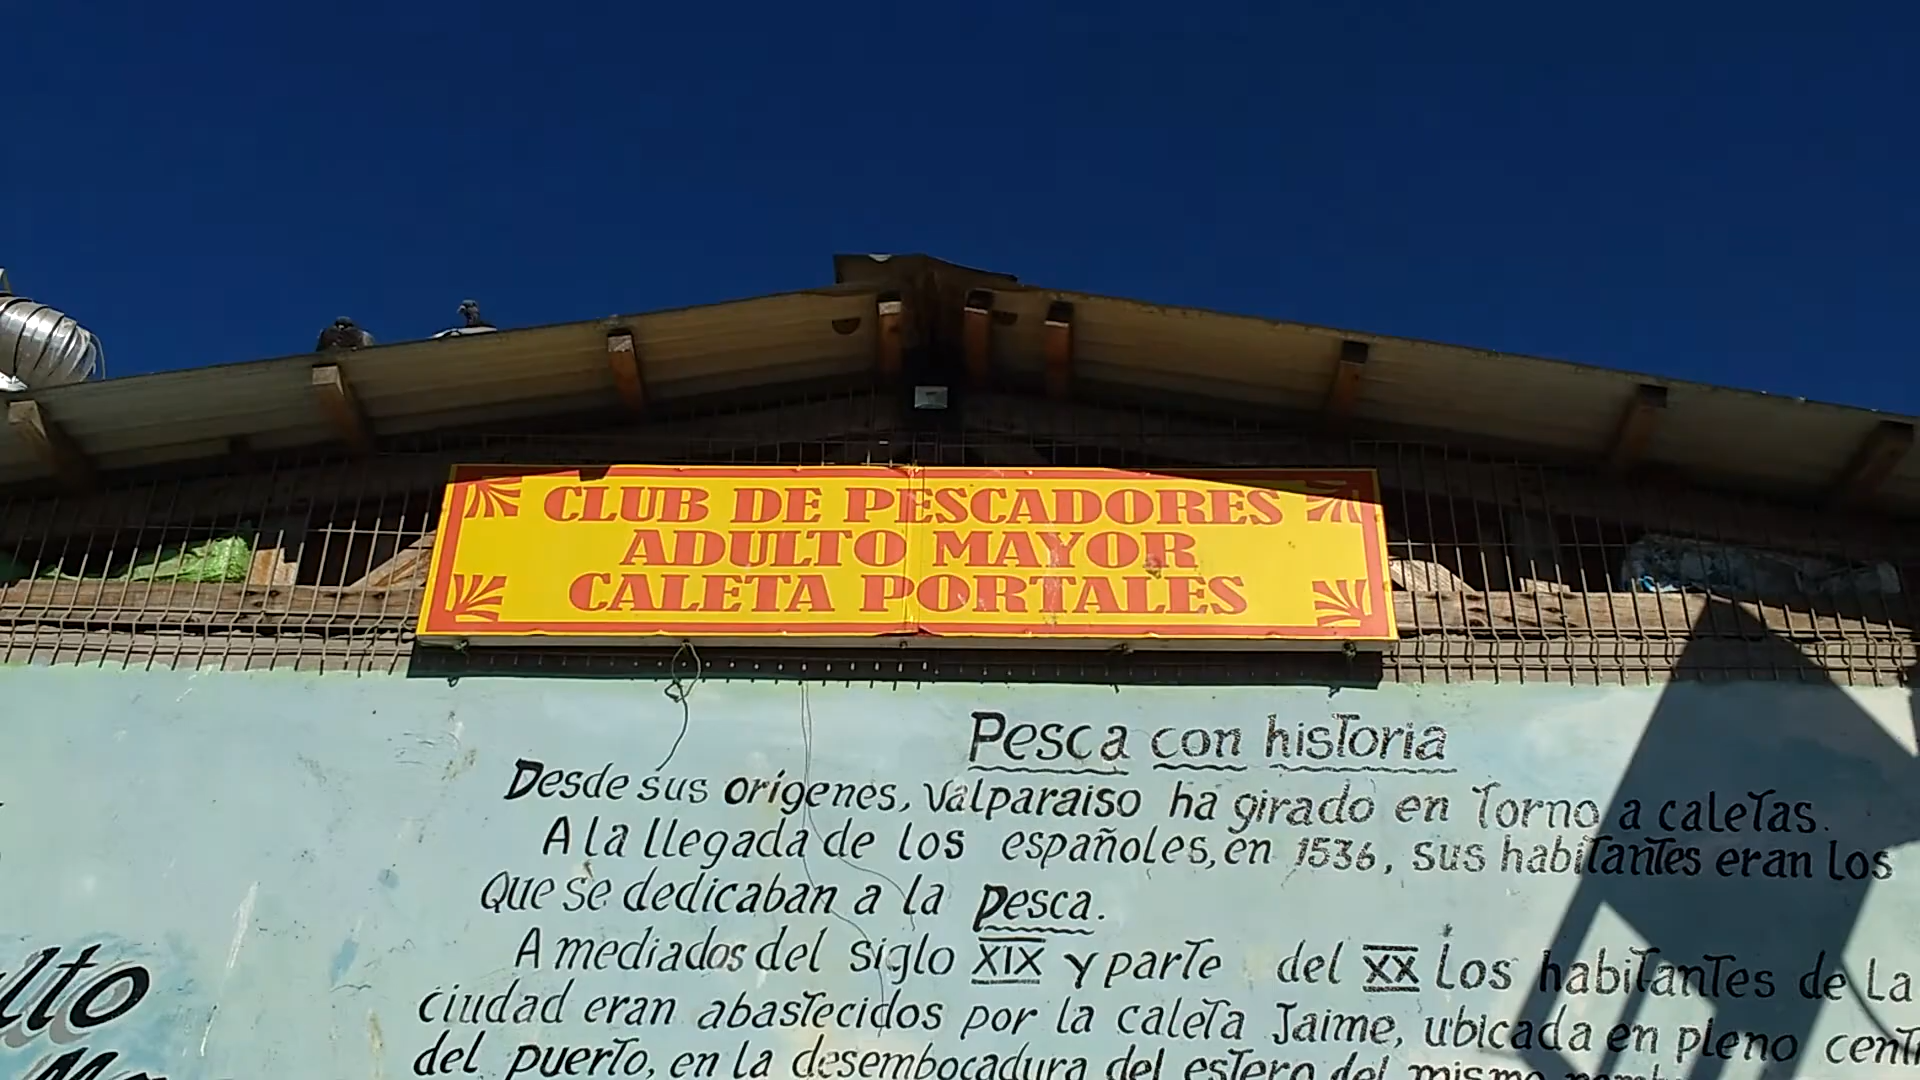 CLUB DE PESCADORES
ADULTO MAYOR
CALETA PORTALES
Pesca con historia
Desde sus orígenes, Valparaiso ha girado en Torno a caletas.
A la llegada de los españoles, en 1536, sus habitantes eran los
Que se dedicaban a la pesca.
A mediados del siglo XIX y parte del XX Los habitantes de La
ciudad eran abastecidos por la caleta Jaime, ubicada en pleno
del puerto, en la desembocadura del estero del mismo